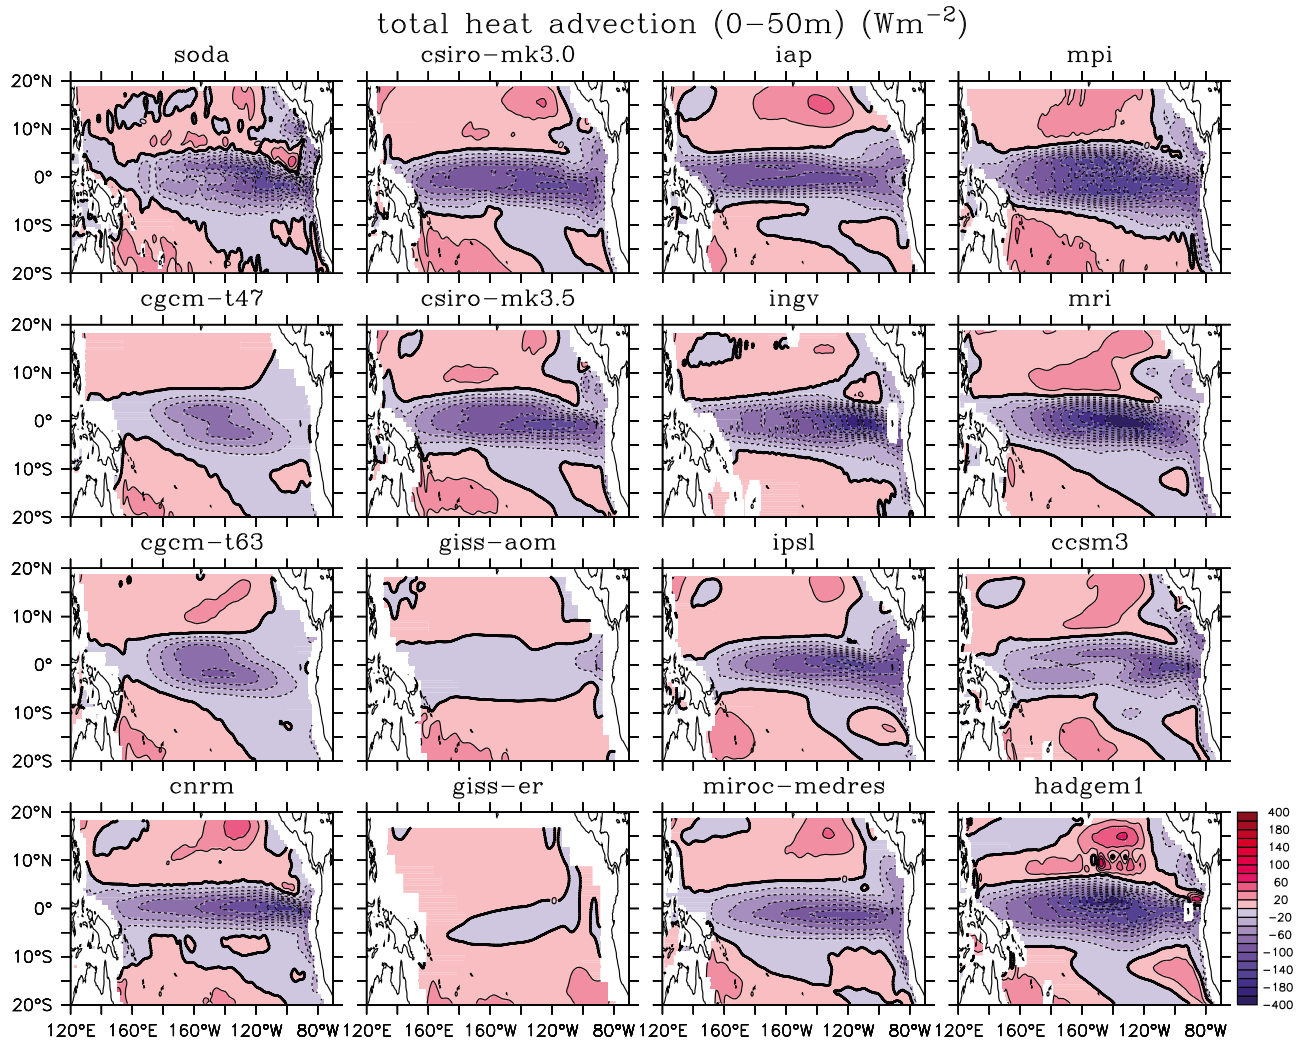 total heat advection (0−50m) (Wm⁻²)
soda csiro−mk3.0 iap mpi
20°N
10°N
0°
10°S
20°S
cgcm−t47 csiro−mk3.5 ingv mri
20°N
10°N
0°
10°S
20°S
cgcm−t63 giss−aom ipsl ccsm3
20°N
10°N
0°
10°S
20°S
cnrm giss−er miroc−medres hadgem1
20°N
10°N
0°
10°S
20°S
120°E 160°E 160°W 120°W 80°W 120°E 160°E 160°W 120°W 80°W 120°E 160°E 160°W 120°W 80°W 120°E 160°E 160°W 120°W 80°W
400
180
140
100
60
20
−20
−60
−100
−140
−180
−400